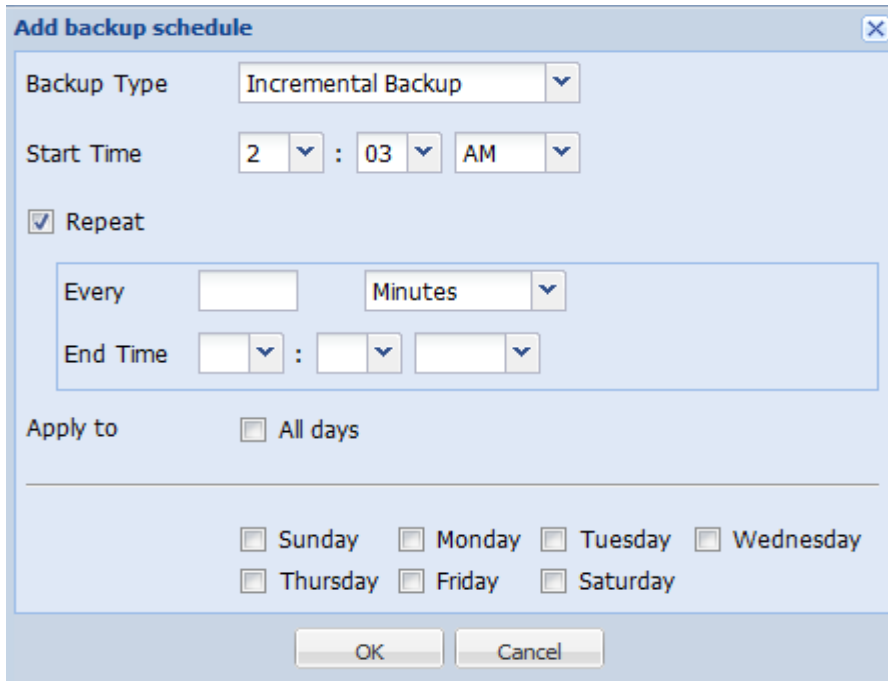 Add backup schedule
Backup Type Incremental Backup
Start Time 2 : 03 AM
Repeat
Every Minutes
End Time :
Apply to All days
Sunday Monday Tuesday Wednesday
Thursday Friday Saturday
OK Cancel